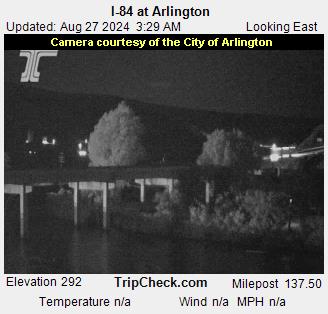 I-84 at Arlington
Updated: Aug 27 2024 3:29 AM Looking East
Camera courtesy of the City of Arlington
Elevation 292 TripCheck.com Milepost 137.50
Temperature n/a Wind n/a MPH n/a